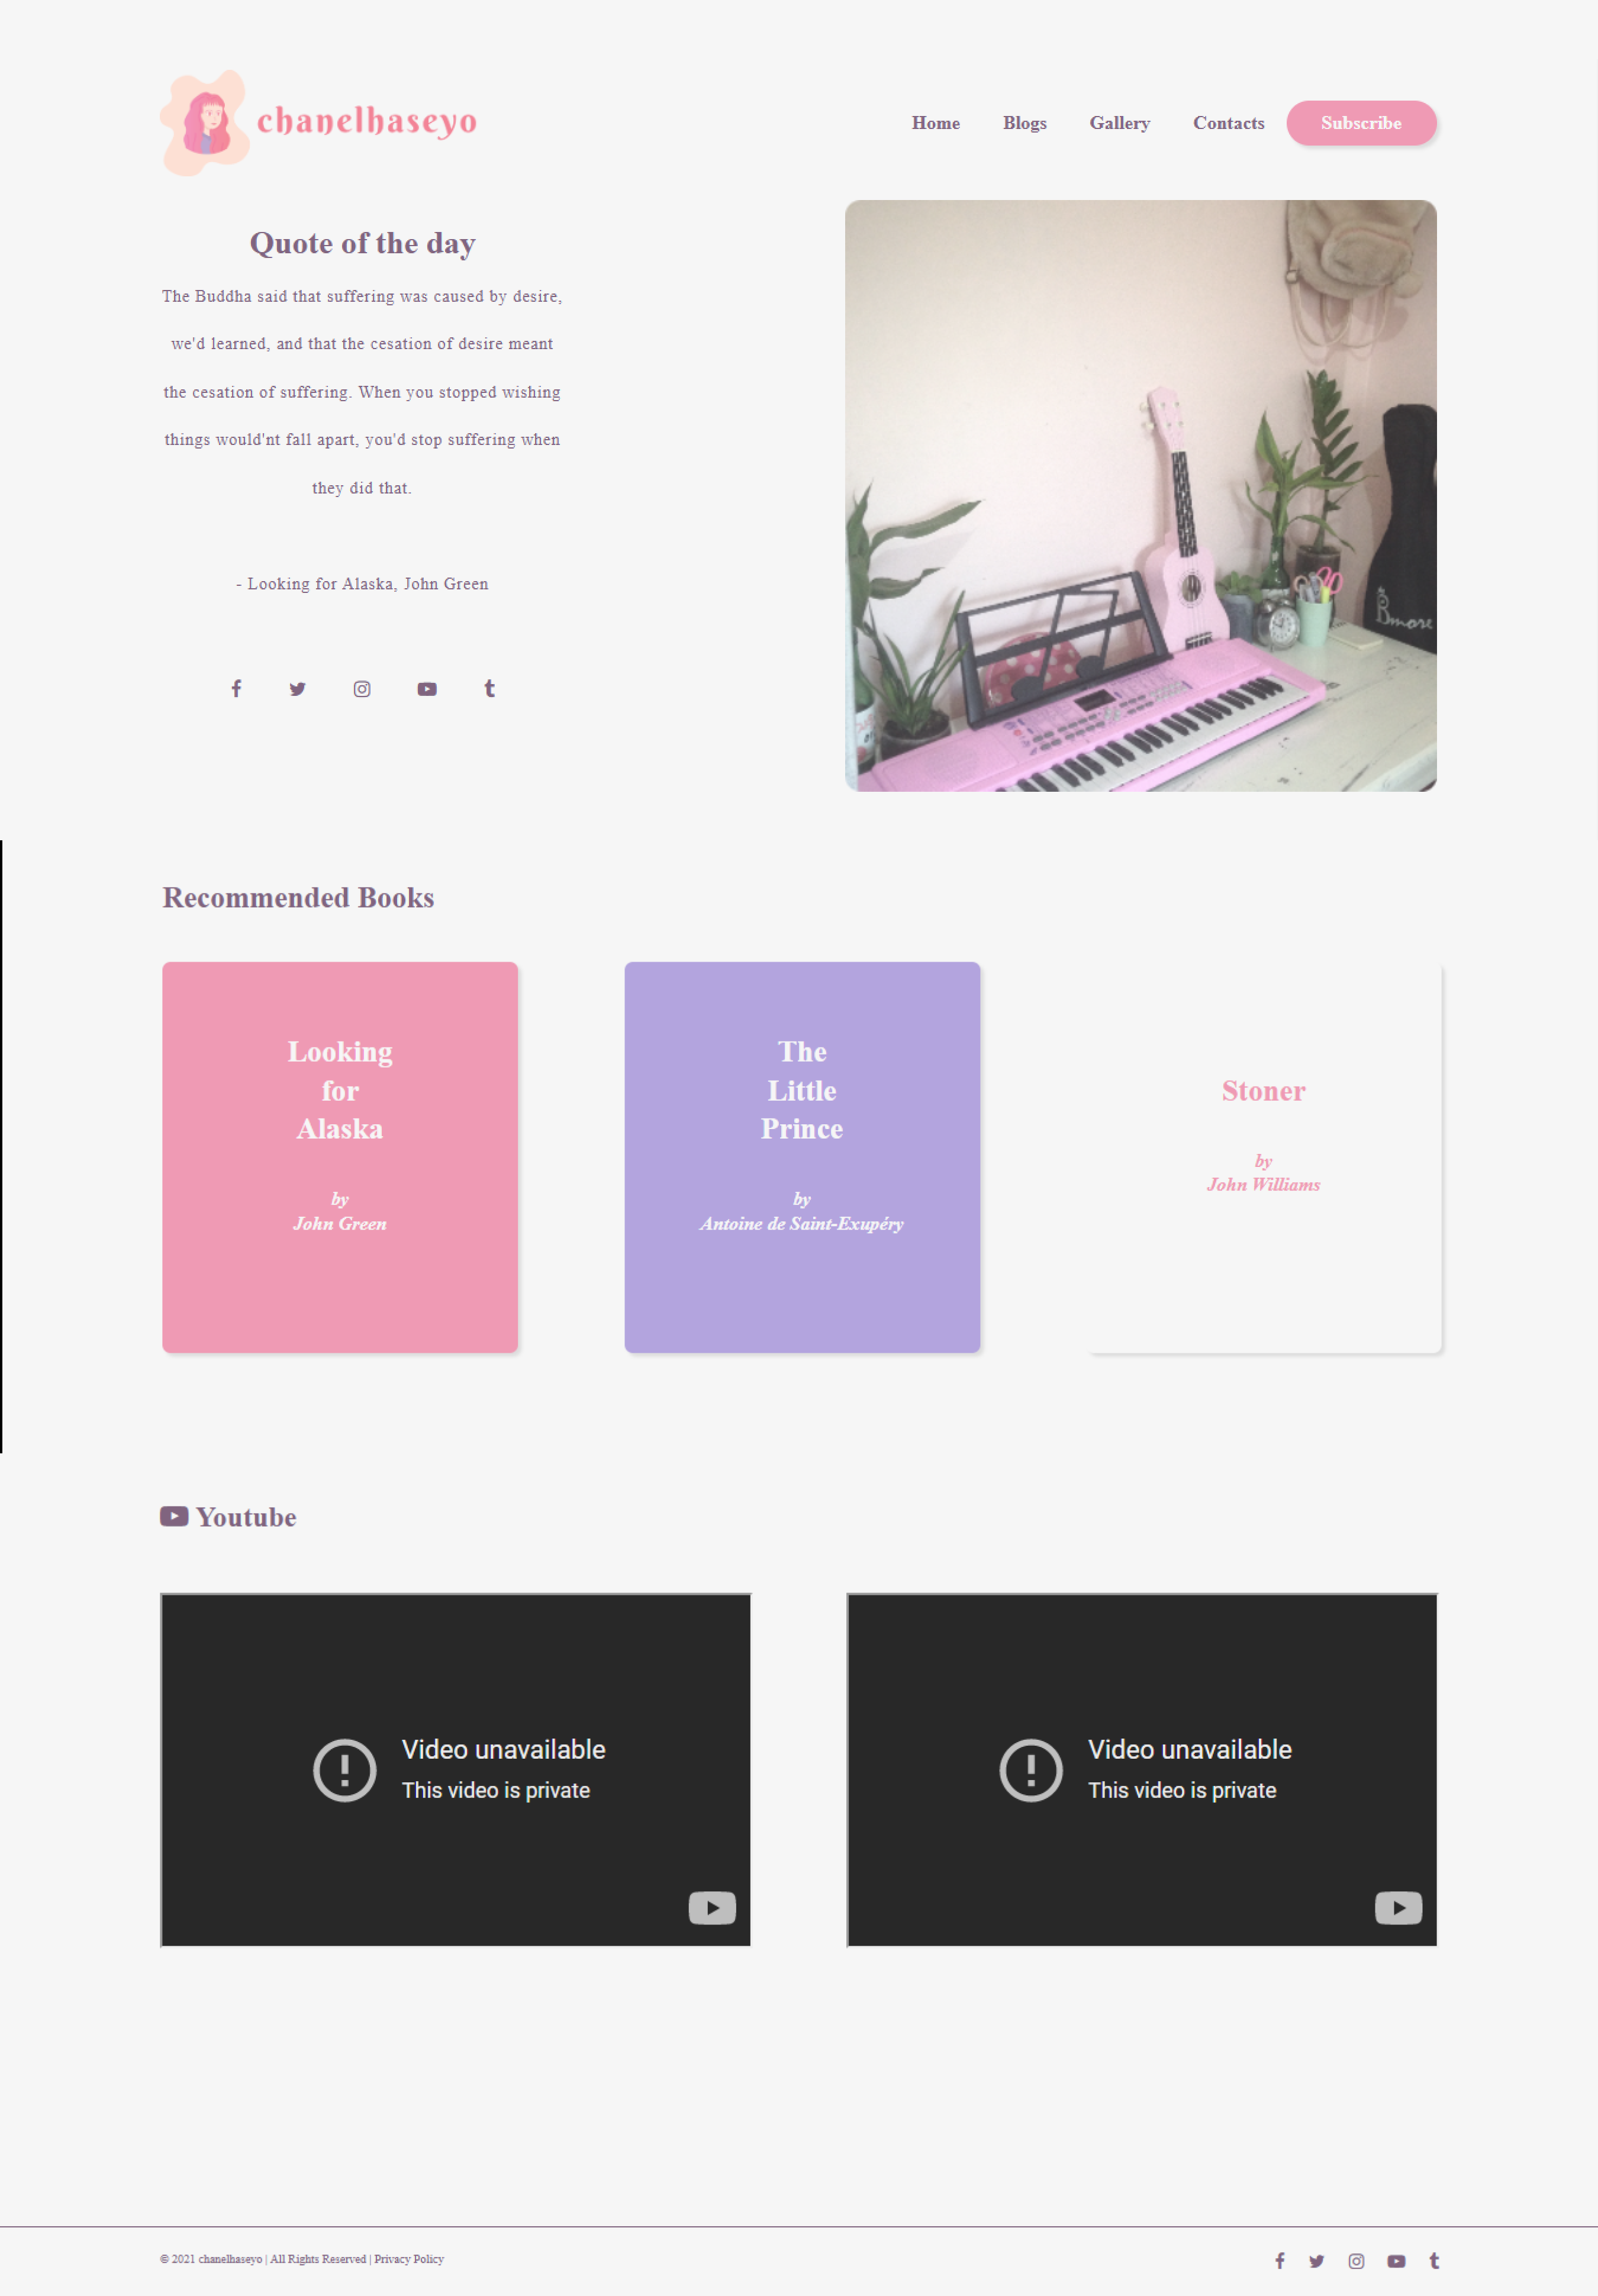 chanelhaseyo
Home Blogs Gallery Contacts Subscribe
Quote of the day
The Buddha said that suffering was caused by desire,
we'd learned, and that the cesation of desire meant
the cesation of suffering. When you stopped wishing
things would'nt fall apart, you'd stop suffering when
they did that.
- Looking for Alaska, John Green
Bmore
Recommended Books
Looking
for
Alaska
by
John Green
The
Little
Prince
by
Antoine de Saint-Exupéry
Stoner
by
John Williams
Youtube
Video unavailable
This video is private
Video unavailable
This video is private
© 2021 chanelhaseyo | All Rights Reserved | Privacy Policy